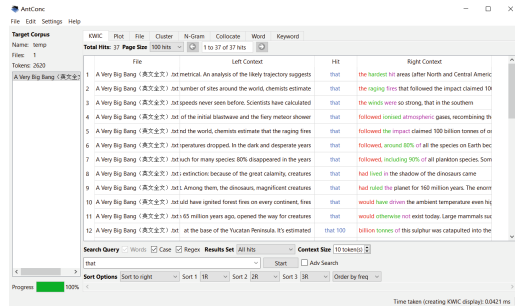 AntConc
File Edit Settings Help
Target Corpus
Name: temp
Files: 1
Tokens: 2620
A Very Big Bang（英文全文）
Progress 100%
KWIC Plot File Cluster N-Gram Collocate Word Keyword
Total Hits: 37 Page Size 100 hits 1 to 37 of 37 hits
File Left Context Hit Right Context
1 A Very Big Bang（英文全文）.txt metrical. An analysis of the likely trajectory suggests that the hardest hit areas (after North and Central Americ
2 A Very Big Bang（英文全文）.txt number of sites around the world, chemists estimate that the raging fires that followed the impact claimed 10
3 A Very Big Bang（英文全文）.txt speeds never seen before. Scientists have calculated that the winds were so strong, that in the southern
4 A Very Big Bang（英文全文）.txt of the initial blastwave and the fiery meteor shower that followed ionised atmospheric gases, recombining th
5 A Very Big Bang（英文全文）.txt nd the world, chemists estimate that the raging fires that followed the impact claimed 100 billion tonnes of o
6 A Very Big Bang（英文全文）.txt peratures dropped. In the dark and desperate years that followed, around 80% of all the species on Earth bec
7 A Very Big Bang（英文全文）.txt uch for many species: 80% disappeared in the years that followed, including 90% of all plankton species. Som
8 A Very Big Bang（英文全文）.txt extinction: because of the great calamity, creatures that had lived in the shadow of the dinosaurs came
9 A Very Big Bang（英文全文）.txt Among them, the dinosaurs, magnificent creatures that had ruled the planet for 160 million years. The enorm
10 A Very Big Bang（英文全文）.txt uld have ignited forest fires on every continent, fires that would have driven the ambient temperature even hig
11 A Very Big Bang（英文全文）.txt 65 million years ago, opened the way for creatures that would otherwise not exist today. Large mammals suc
12 A Very Big Bang（英文全文）.txt at the base of the Yucatan Peninsula. It's estimated that 100 billion tonnes of this sulphur was catapulted into the
Search Query Words Case Regex Results Set All hits Context Size 10 token(s)
that Start Adv Search
Sort Options Sort to right Sort 1 1R Sort 2 2R Sort 3 3R Order by freq
Time taken (creating KWIC display): 0.0421 ms